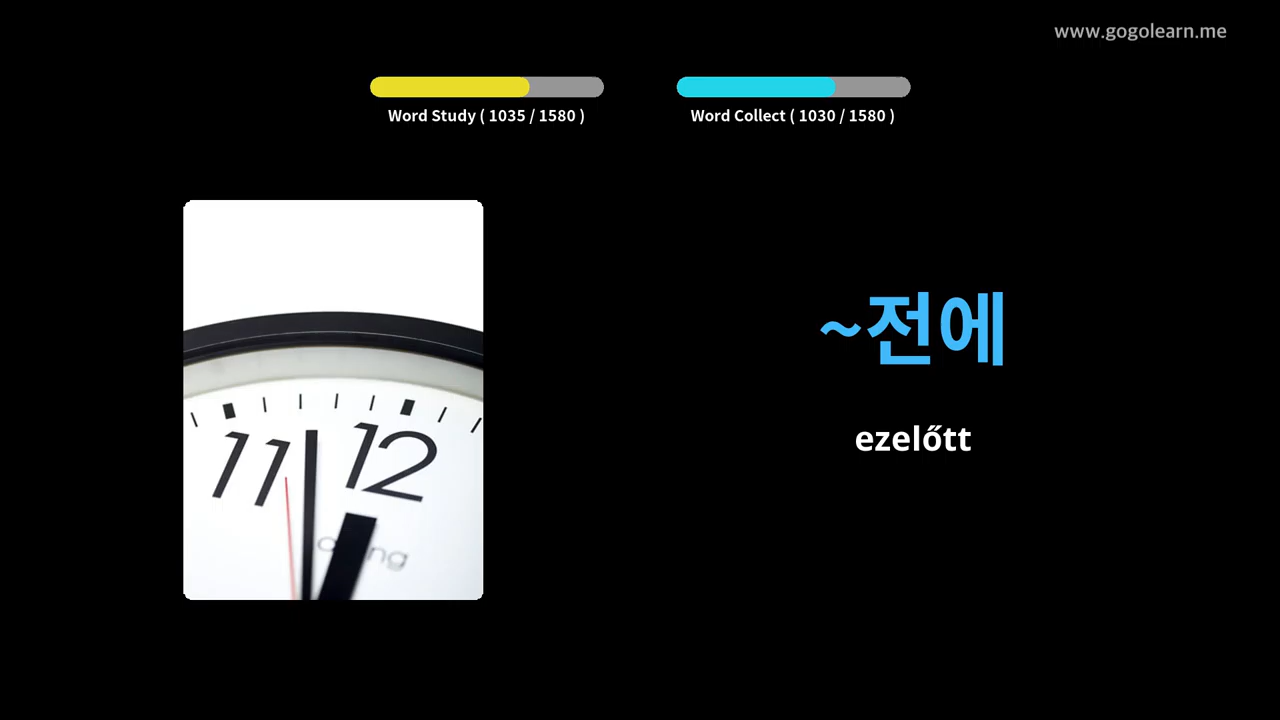 www.gogolearn.me
Word Study ( 1035 / 1580 )
Word Collect ( 1030 / 1580 )
11 12
~전에
ezelőtt